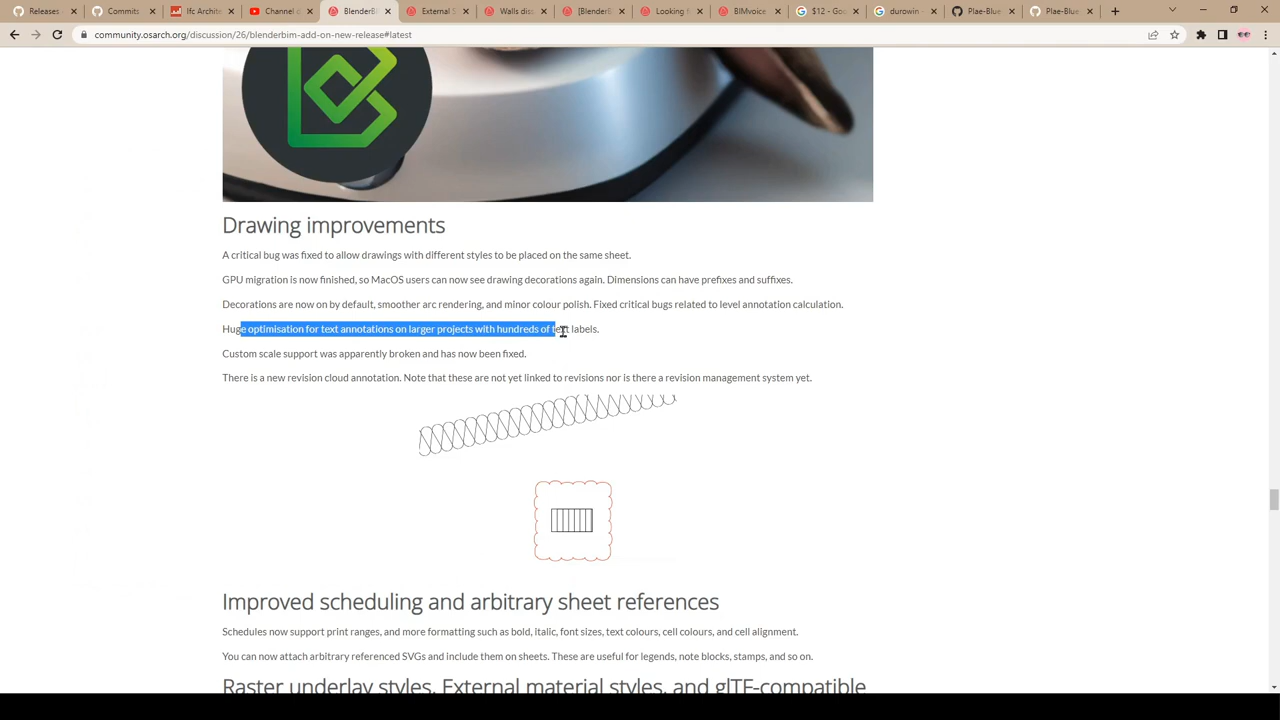 Releases
Commits
Ifc Archite
Channel c
BlenderBi
External S
Walls diss
[BlenderE
Looking f
BIMvoice
$12 - Goo
durowin -
Plae-Blue
Plae-Blue
community.osarch.org/discussion/26/blenderbim-add-on-new-release#latest
Drawing improvements
A critical bug was fixed to allow drawings with different styles to be placed on the same sheet.
GPU migration is now finished, so MacOS users can now see drawing decorations again. Dimensions can have prefixes and suffixes.
Decorations are now on by default, smoother arc rendering, and minor colour polish. Fixed critical bugs related to level annotation calculation.
Huge optimisation for text annotations on larger projects with hundreds of text labels.
Custom scale support was apparently broken and has now been fixed.
There is a new revision cloud annotation. Note that these are not yet linked to revisions nor is there a revision management system yet.
Improved scheduling and arbitrary sheet references
Schedules now support print ranges, and more formatting such as bold, italic, font sizes, text colours, cell colours, and cell alignment.
You can now attach arbitrary referenced SVGs and include them on sheets. These are useful for legends, note blocks, stamps, and so on.
Raster underlay styles, External material styles, and glTF-compatible